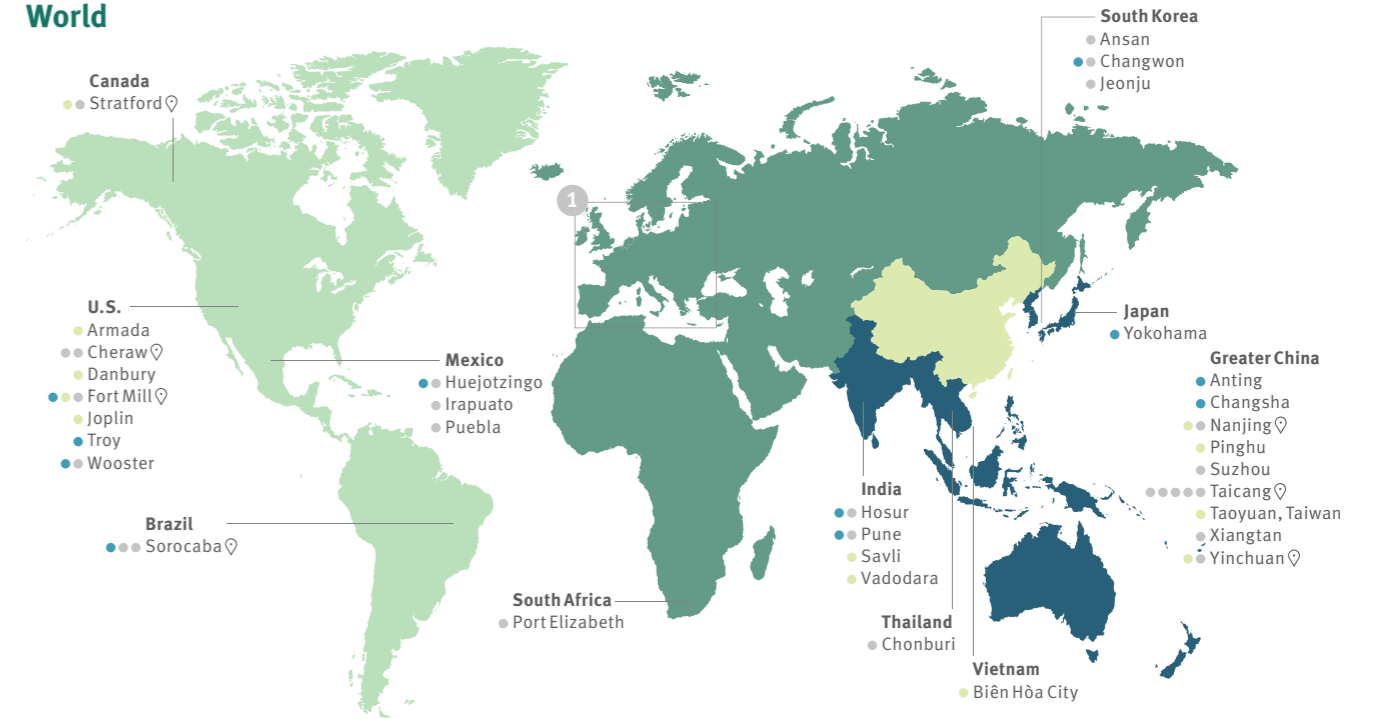 World
Canada
Stratford
U.S.
Armada
Cheraw
Danbury
Fort Mill
Joplin
Troy
Wooster
Mexico
Huejotzingo
Irapuato
Puebla
Brazil
Sorocaba
1
South Africa
Port Elizabeth
South Korea
Ansan
Changwon
Jeonju
Japan
Yokohama
Greater China
Anting
Changsha
Nanjing
Pinghu
Suzhou
Taicang
Taoyuan, Taiwan
Xiangtan
Yinchuan
India
Hosur
Pune
Savli
Vadodara
Thailand
Chonburi
Vietnam
Biên Hòa City